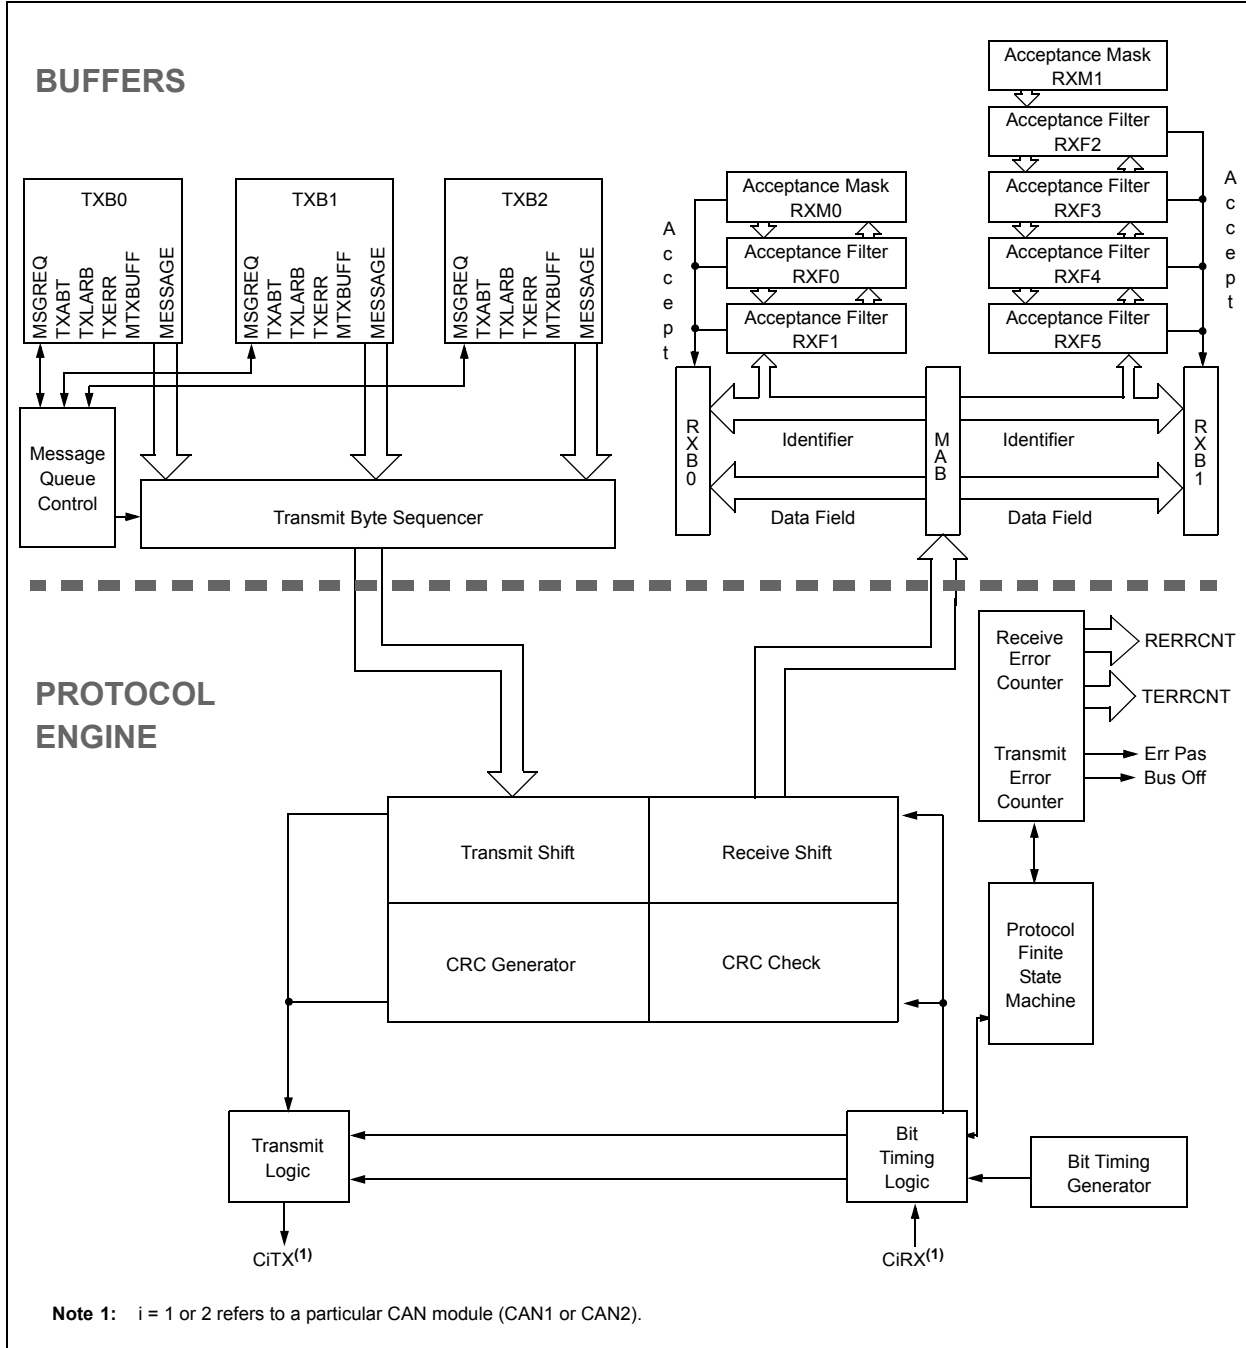 BUFFERS
Acceptance Mask
RXM1
Acceptance Filter
RXF2
Acceptance Filter
RXF3
Acceptance Filter
RXF4
Acceptance Filter
RXF5
Accept
Acceptance Mask
RXM0
Acceptance Filter
RXF0
Acceptance Filter
RXF1
Accept
TXB0
MSGREQ
TXABT
TXLARB
TXERR
MTXBUFF
MESSAGE
TXB1
MSGREQ
TXABT
TXLARB
TXERR
MTXBUFF
MESSAGE
TXB2
MSGREQ
TXABT
TXLARB
TXERR
MTXBUFF
MESSAGE
Message
Queue
Control
Transmit Byte Sequencer
RXB0
Identifier
Data Field
MAB
Identifier
Data Field
RXB1
PROTOCOL
ENGINE
Receive
Error
Counter
Transmit
Error
Counter
RERRCNT
TERRCNT
Err Pas
Bus Off
Transmit Shift
Receive Shift
CRC Generator
CRC Check
Protocol
Finite
State
Machine
Transmit
Logic
Bit
Timing
Logic
Bit Timing
Generator
CiTX(1)
CiRX(1)
Note 1: i = 1 or 2 refers to a particular CAN module (CAN1 or CAN2).